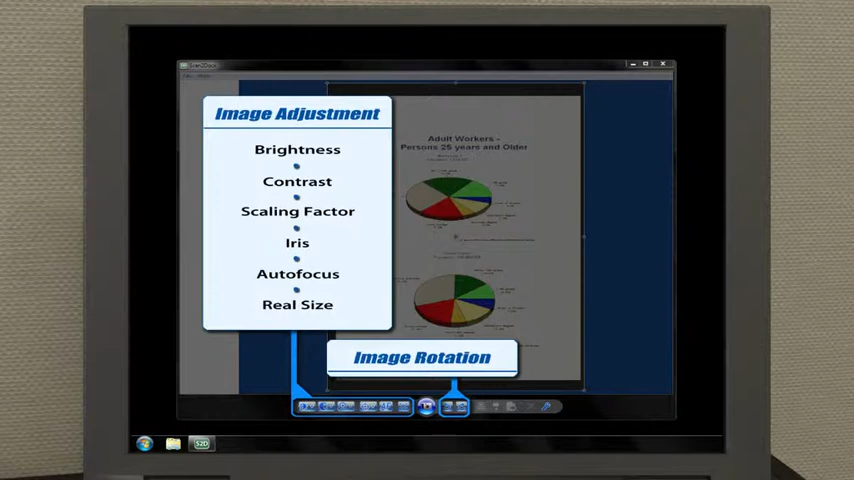 Scan2Docx
Image Adjustment
Adult Workers -
Persons 25 years and Older
Brightness
Contrast
Scaling Factor
Iris
Autofocus
Real Size
Image Rotation
S2D